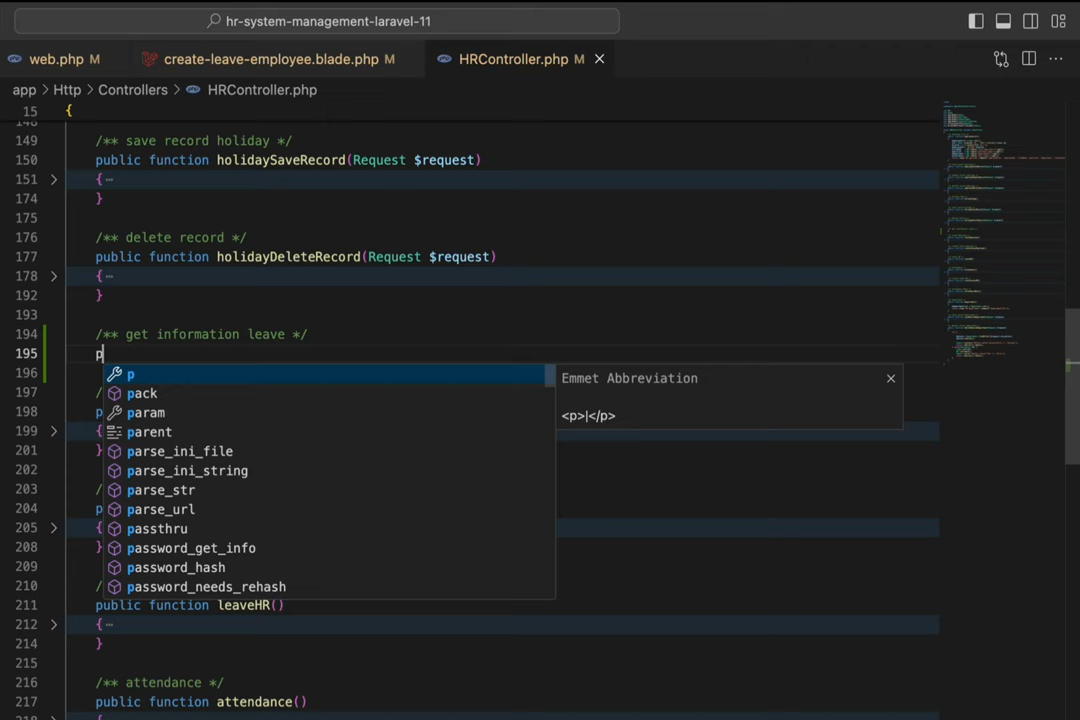 hr-system-management-laravel-11
web.php M create-leave-employee.blade.php M HRController.php M
app > Http > Controllers > HRController.php
15 {
148
149 /** save record holiday */
150 public function holidaySaveRecord(Request $request)
151 > { ⋯
174 }
175
176 /** delete record */
177 public function holidayDeleteRecord(Request $request)
178 > { ⋯
192 }
193
194 /** get information leave */
195 p
196 p Emmet Abbreviation
197 / pack
198 p param <p>|</p>
199 > { parent
201 } parse_ini_file
202 parse_ini_string
203 / parse_str
204 p parse_url
205 > { passthru
208 } password_get_info
209 password_hash
210 / password_needs_rehash
211 public function leaveHR()
212 > { ⋯
214 }
215
216 /** attendance */
217 public function attendance()
218 {